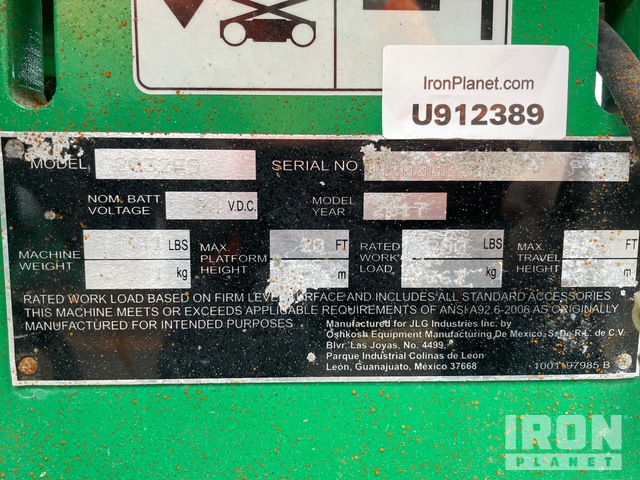 IronPlanet.com
U912389
MODEL
SERIAL NO.
NOM. BATT. VOLTAGE
V.D.C.
MODEL YEAR
MACHINE WEIGHT
LBS
kg
MAX. PLATFORM HEIGHT
FT
m
RATED WORK LOAD
LBS
kg
MAX. TRAVEL HEIGHT
FT
m
RATED WORK LOAD BASED ON FIRM LEVEL SURFACE AND INCLUDES ALL STANDARD ACCESSORIES
THIS MACHINE MEETS OR EXCEEDS APPLICABLE REQUIREMENTS OF ANSI A92.6-2006 AS ORIGINALLY
MANUFACTURED FOR INTENDED PURPOSES
Manufactured for JLG Industries Inc. by
Oshkosh Equipment Manufacturing De Mexico, S. De R.L. de C.V.
Blvr. Las Joyas, No. 4499,
Parque Industrial Colinas de León
León, Guanajuato, México 37668
1001197985 B
IRON
PLANET